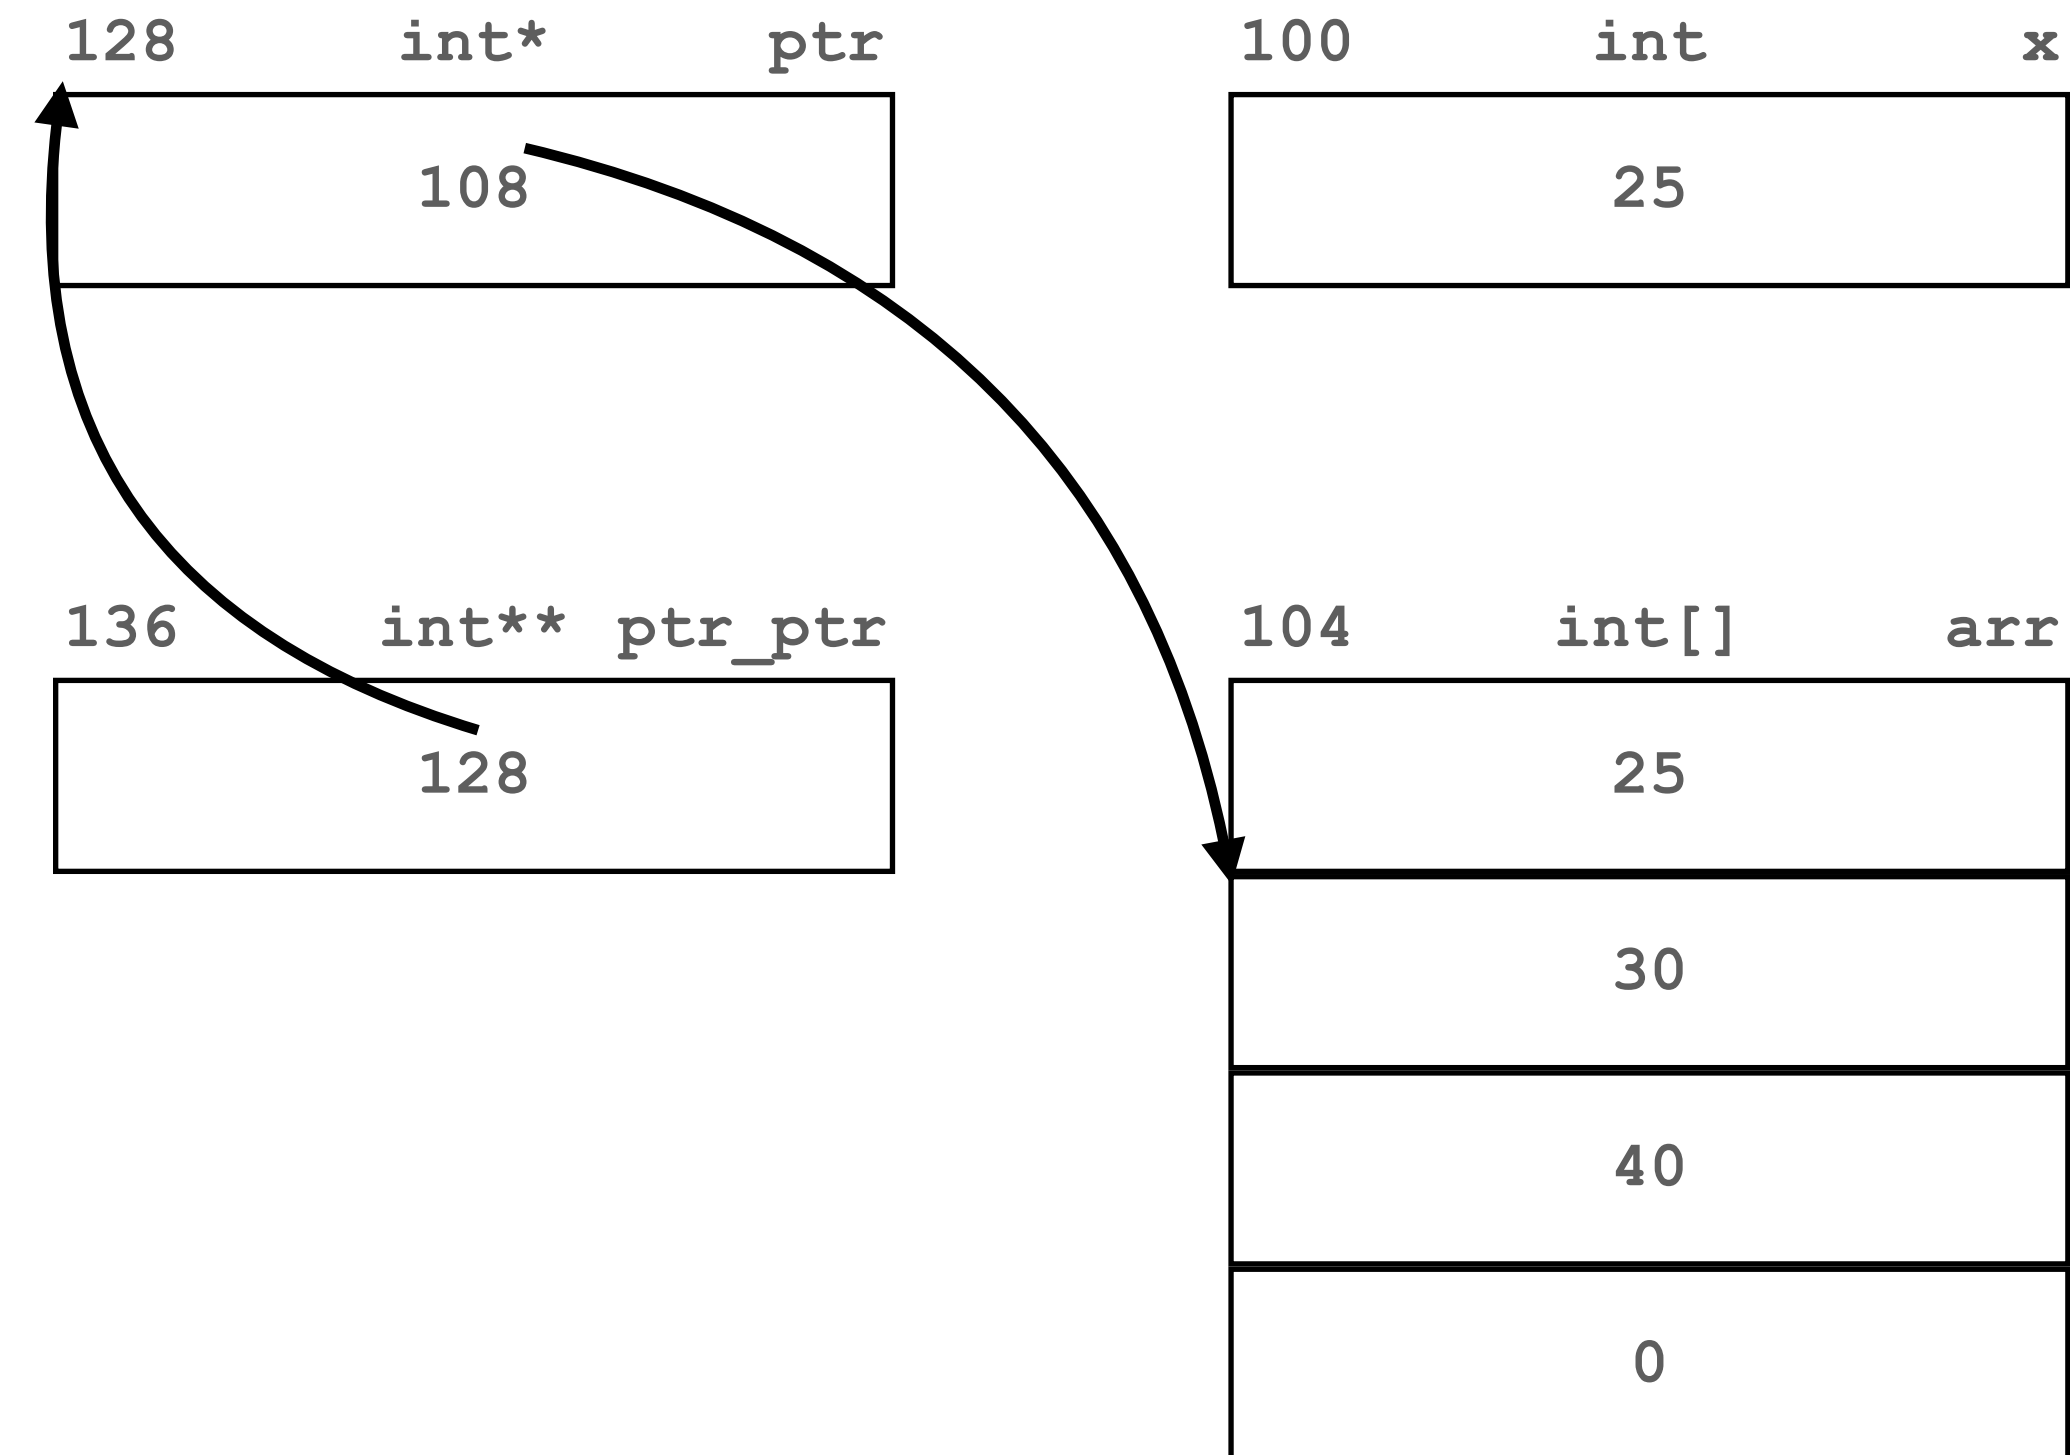 128 int* ptr
108
100 int x
25
136 int** ptr_ptr
128
104 int[] arr
25
30
40
0